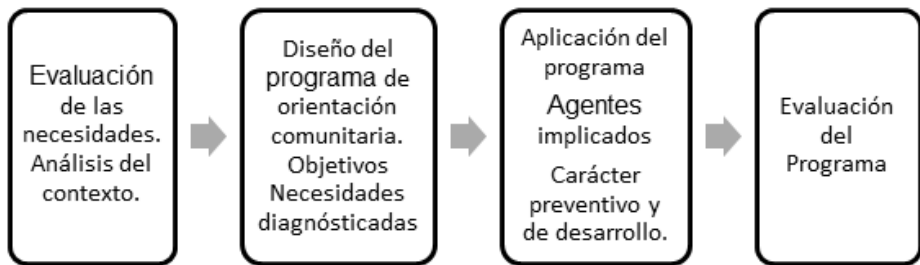 Evaluación
de las
necesidades.
Análisis del
contexto.
Diseño del
programa de
orientación
comunitaria.
Objetivos
Necesidades
diagnósticadas
Aplicación del
programa
Agentes
implicados
Carácter
preventivo y
de desarrollo.
Evaluación
del
Programa